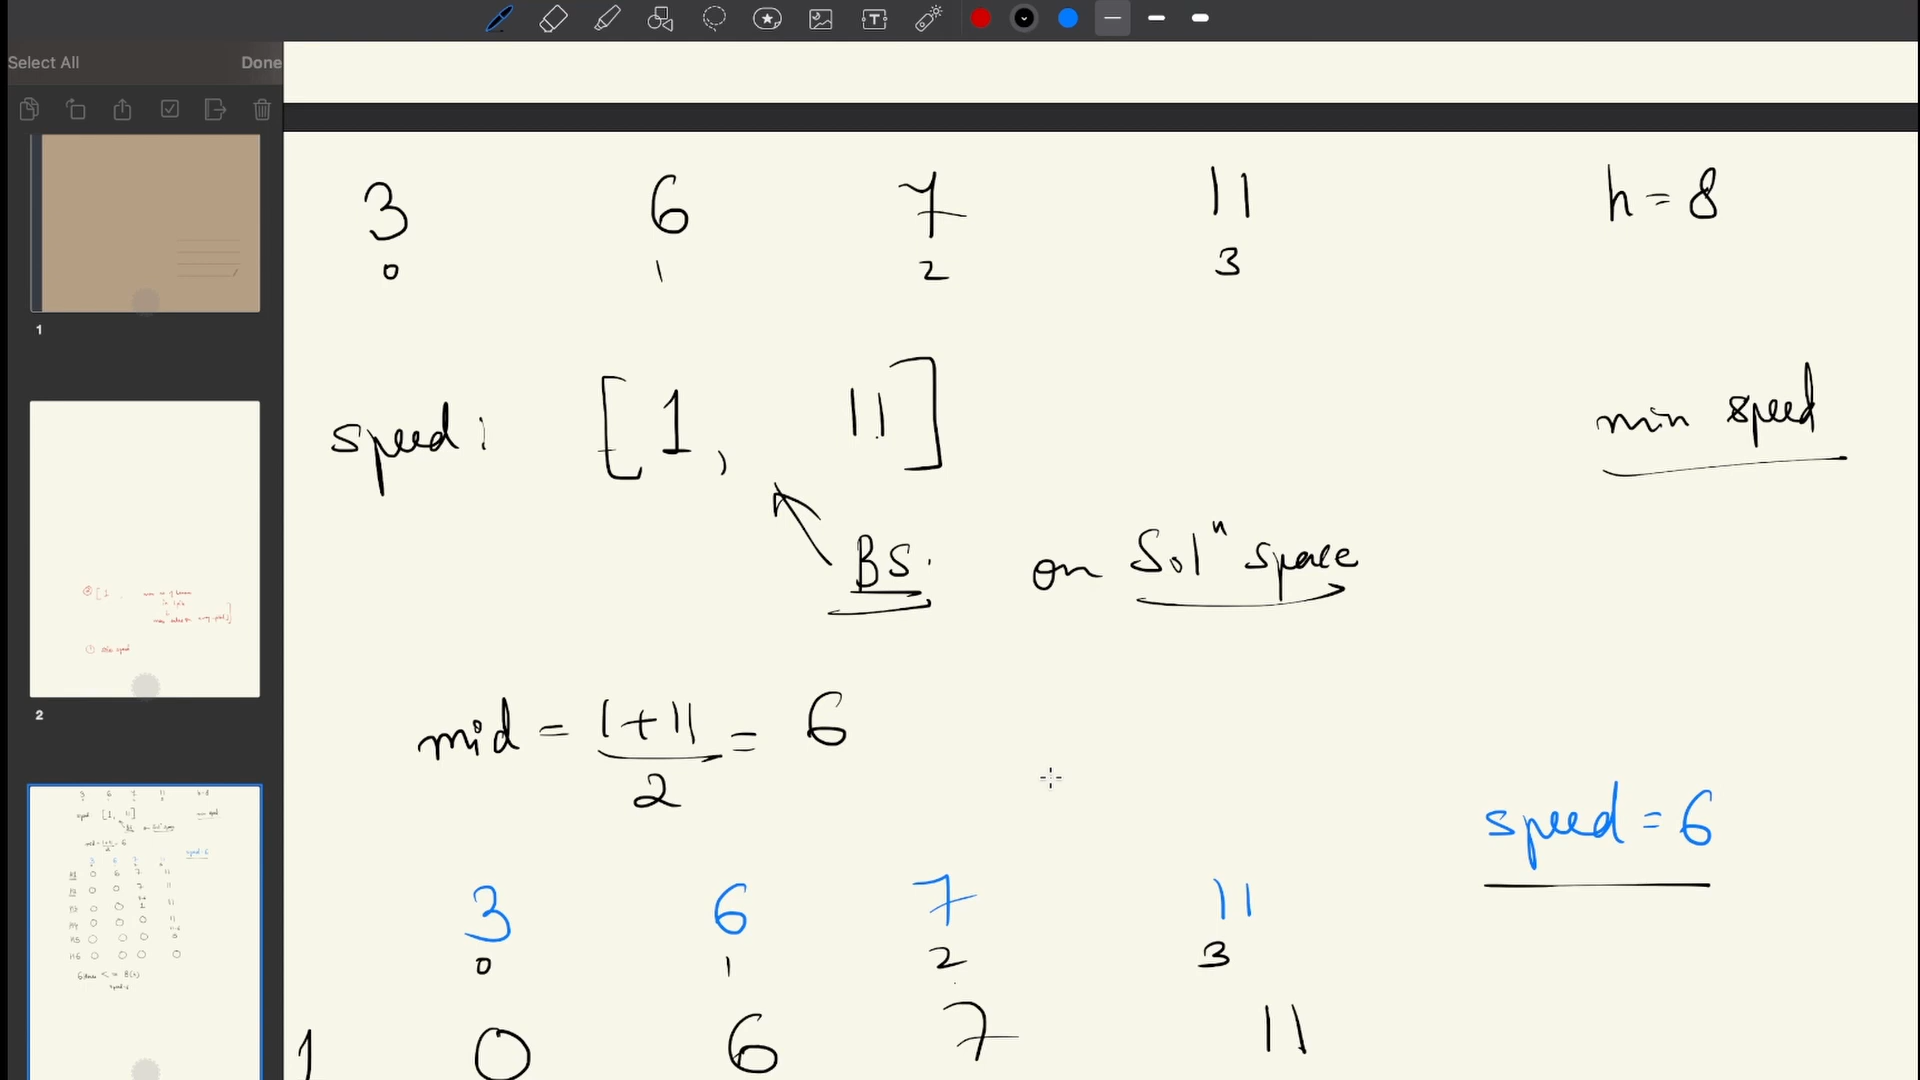 Select All Done
1
2
3 6 7 11 h = 8
0 1 2 3
speed: [1, 11] min speed
BS. on Solⁿ space
mid = 1+11 / 2 = 6
speed = 6
3 6 7 11
0 1 2 3
1 0 6 7 11